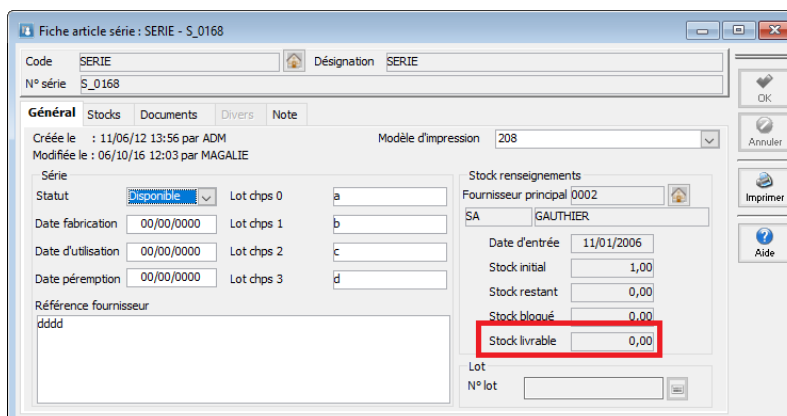 Fiche article série : SERIE - S_0168
Code SERIE Désignation SERIE
N° série S_0168
OK
Annuler
Imprimer
Aide
Général Stocks Documents Divers Note
Créée le : 11/06/12 13:56 par ADM Modèle d'impression 208
Modifiée le : 06/10/16 12:03 par MAGALIE
Série
Statut Disponible Lot chps 0 a
Date fabrication 00/00/0000 Lot chps 1 b
Date d'utilisation 00/00/0000 Lot chps 2 c
Date péremption 00/00/0000 Lot chps 3 d
Référence fournisseur
dddd
Stock renseignements
Fournisseur principal 0002
SA GAUTHIER
Date d'entrée 11/01/2006
Stock initial 1,00
Stock restant 0,00
Stock bloqué 0,00
Stock livrable 0,00
Lot
N° lot